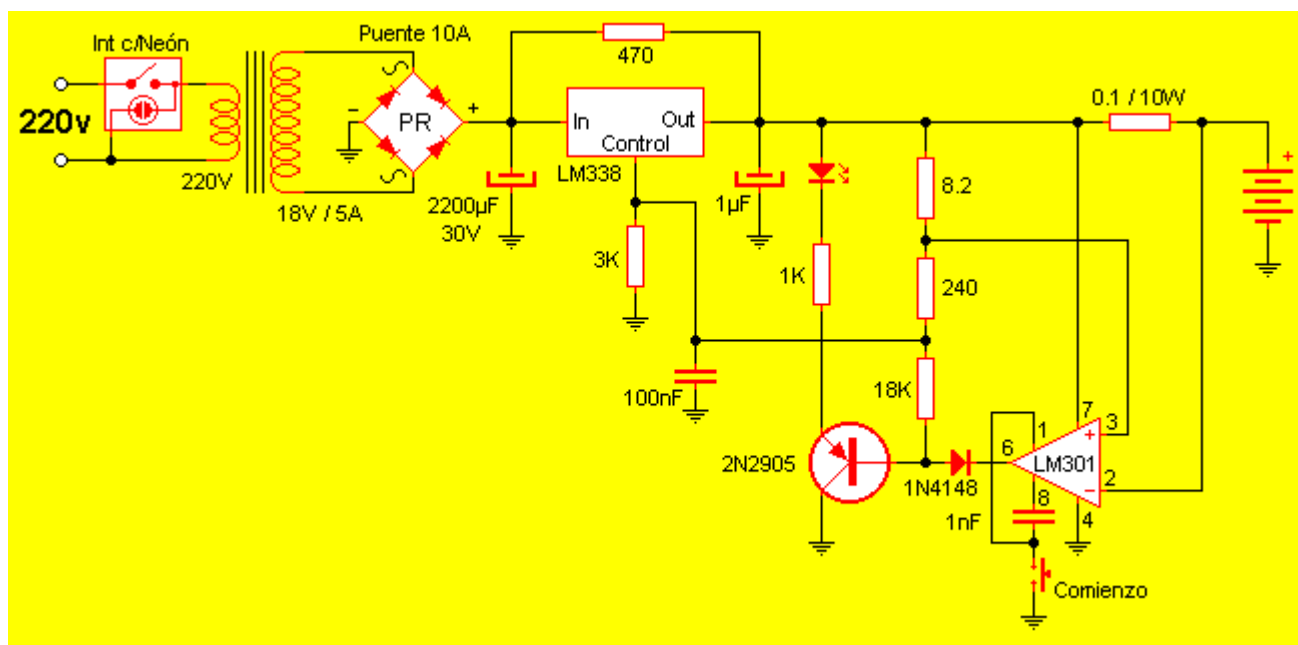 Int c/Neón
Puente 10A
470
0.1 / 10W
220v
PR
-
+
In
Out
Control
LM338
+
220V
18V / 5A
2200µF
30V
1µF
8.2
3K
1K
240
100nF
18K
2N2905
1N4148
6
1
7
3
+
LM301
-
2
8
4
1nF
Comienzo